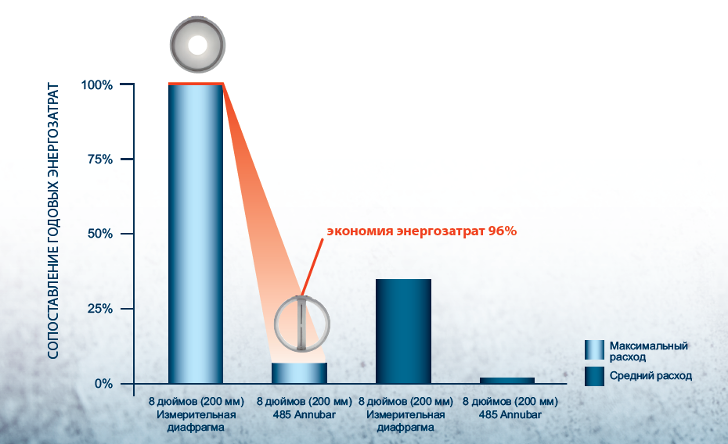 СОПОСТАВЛЕНИЕ ГОДОВЫХ ЭНЕРГОЗАТРАТ
100%
75%
50%
25%
0%
экономия энергозатрат 96%
8 дюймов (200 мм)
Измерительная
диафрагма
8 дюймов (200 мм)
485 Annubar
8 дюймов (200 мм)
Измерительная
диафрагма
8 дюймов (200 мм)
485 Annubar
Максимальный
расход
Средний расход